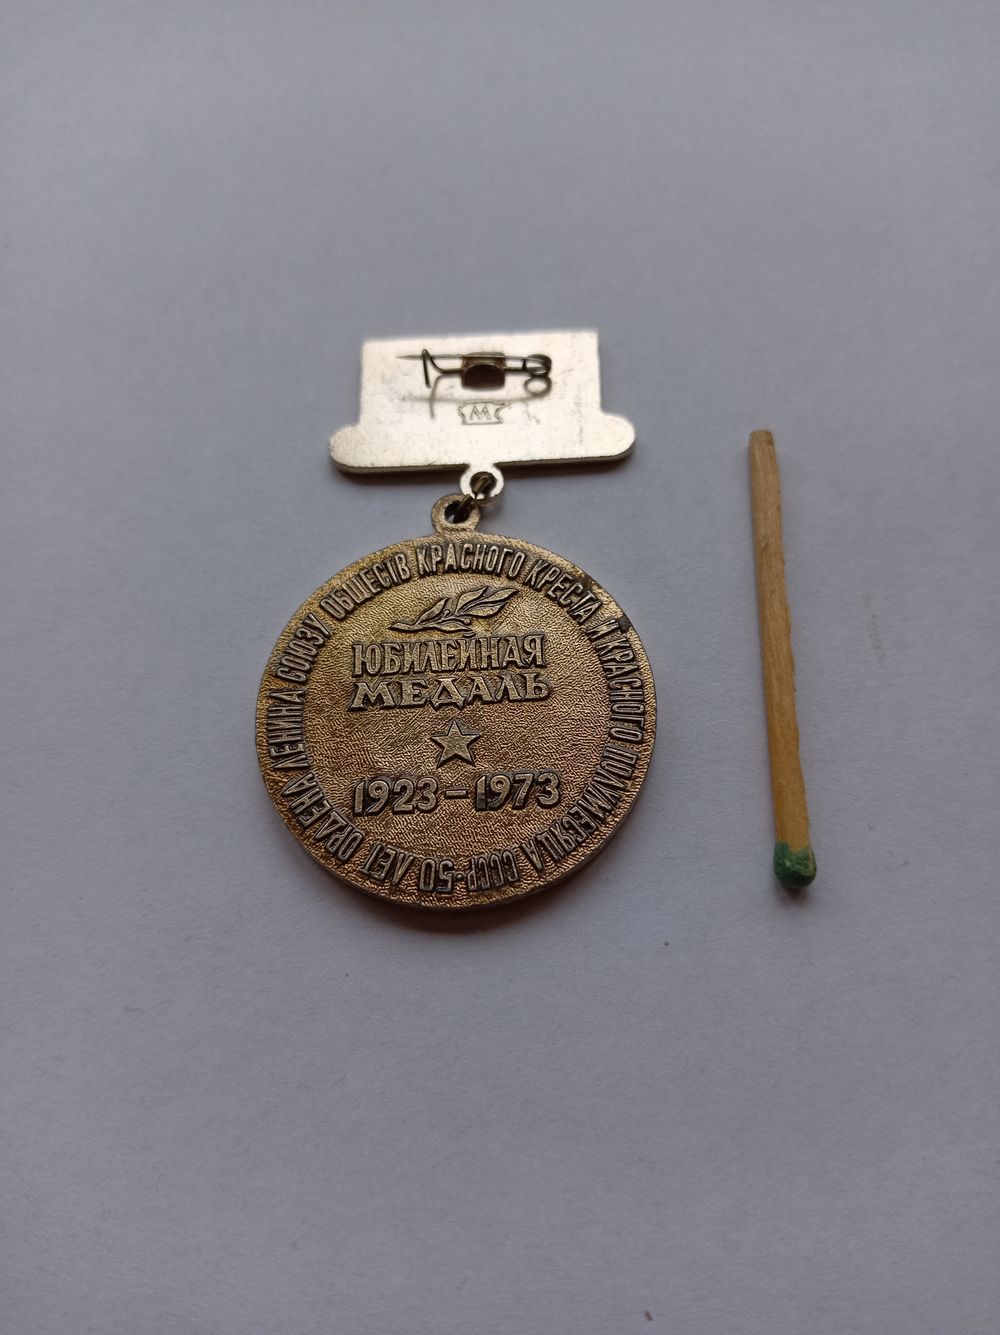 М
ОРДЕНА ЛЕНИНА СОЮЗУ ОБЩЕСТВ КРАСНОГО КРЕСТА И КРАСНОГО ПОЛУМЕСЯЦА СССР-50 ЛЕТ
ЮБИЛЕЙНАЯ
МЕДАЛЬ
1923-1973